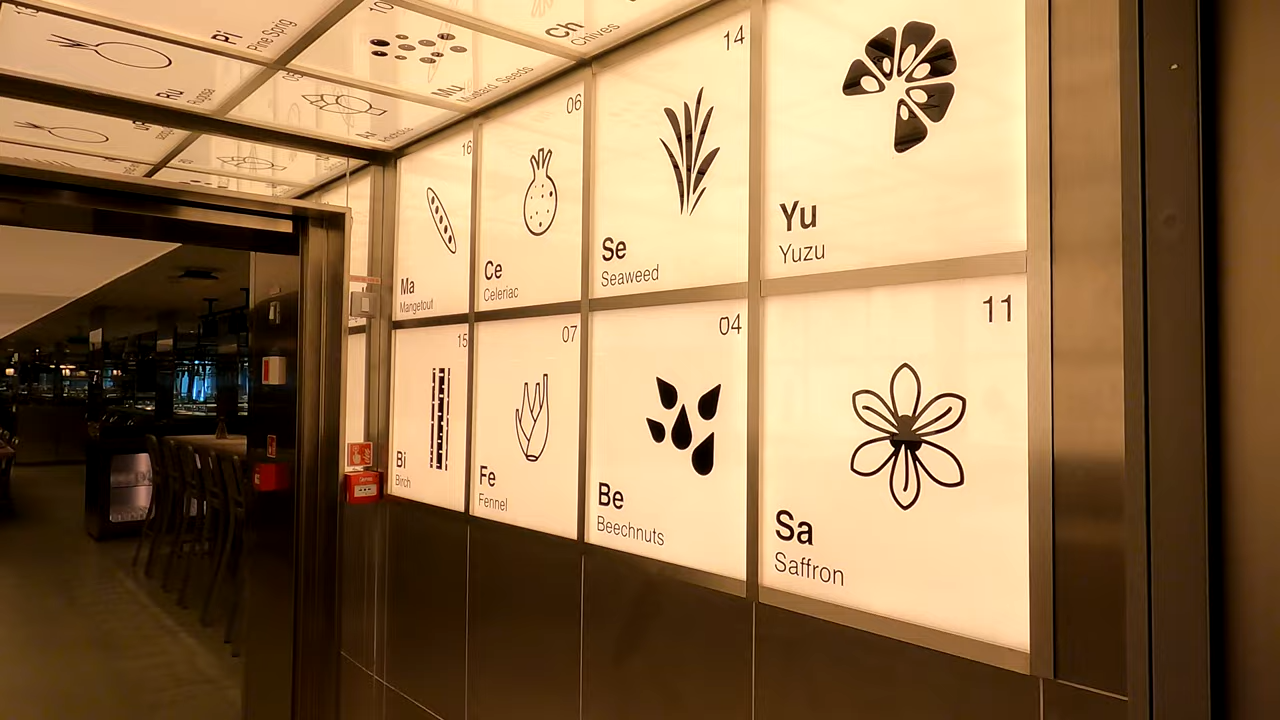 Pi
Pine Sprig
Ru
10
Mu
Mustard Seeds
Ch
Chives
05
16
Ma
Mangetout
06
Ce
Celeriac
14
Se
Seaweed
Yu
Yuzu
15
Bi
Birch
07
Fe
Fennel
04
Be
Beechnuts
11
Sa
Saffron